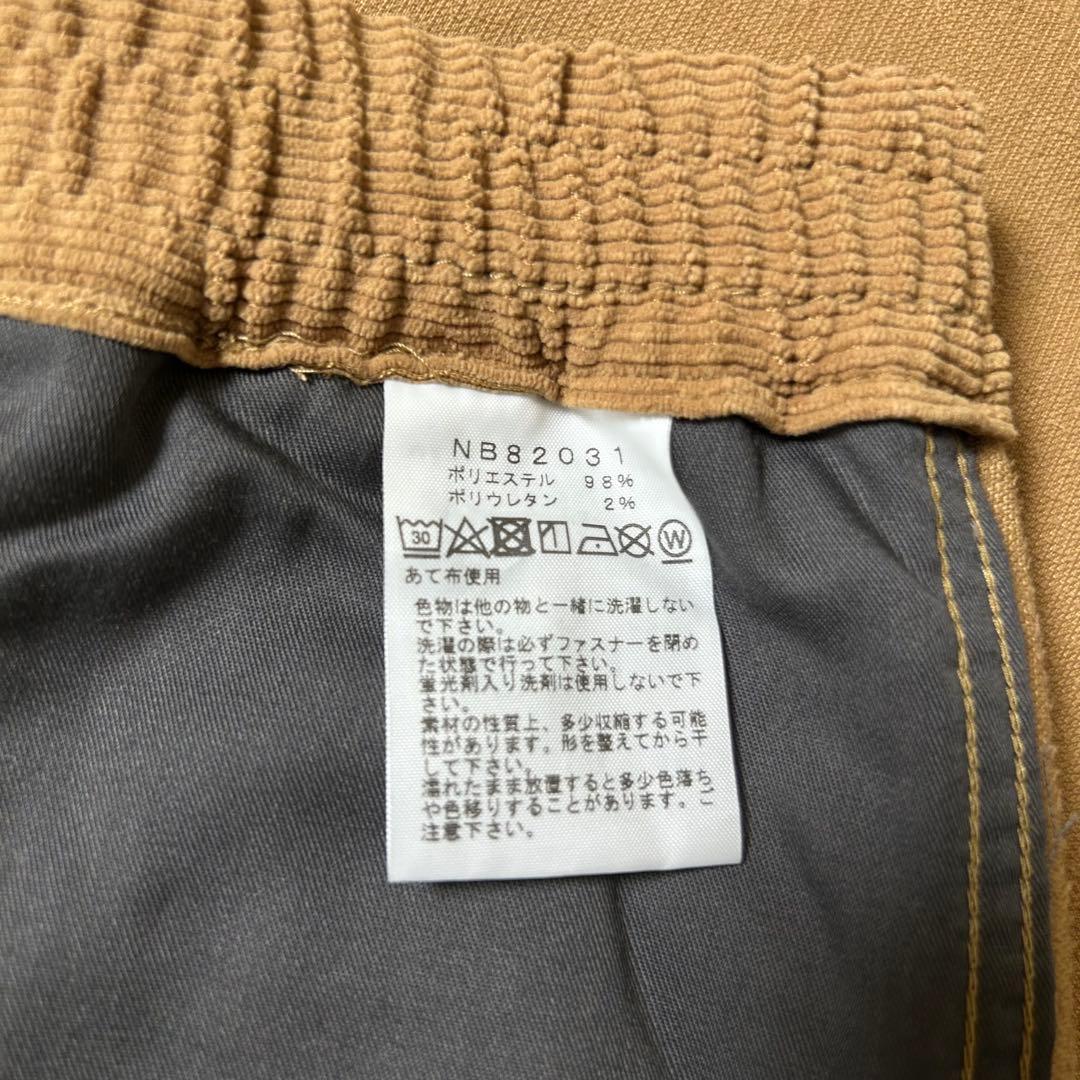 NB82031
ポリエステル 98%
ポリウレタン 2%
30 W
あて布使用
色物は他の物と一緒に洗濯しない
で下さい。
洗濯の際は必ずファスナーを閉め
た状態で行って下さい。
蛍光剤入り洗剤は使用しないで下
さい。
素材の性質上、多少収縮する可能
性があります。形を整えてから干
して下さい。
濡れたまま放置すると多少色落ち
や色移りすることがあります。ご
注意下さい。